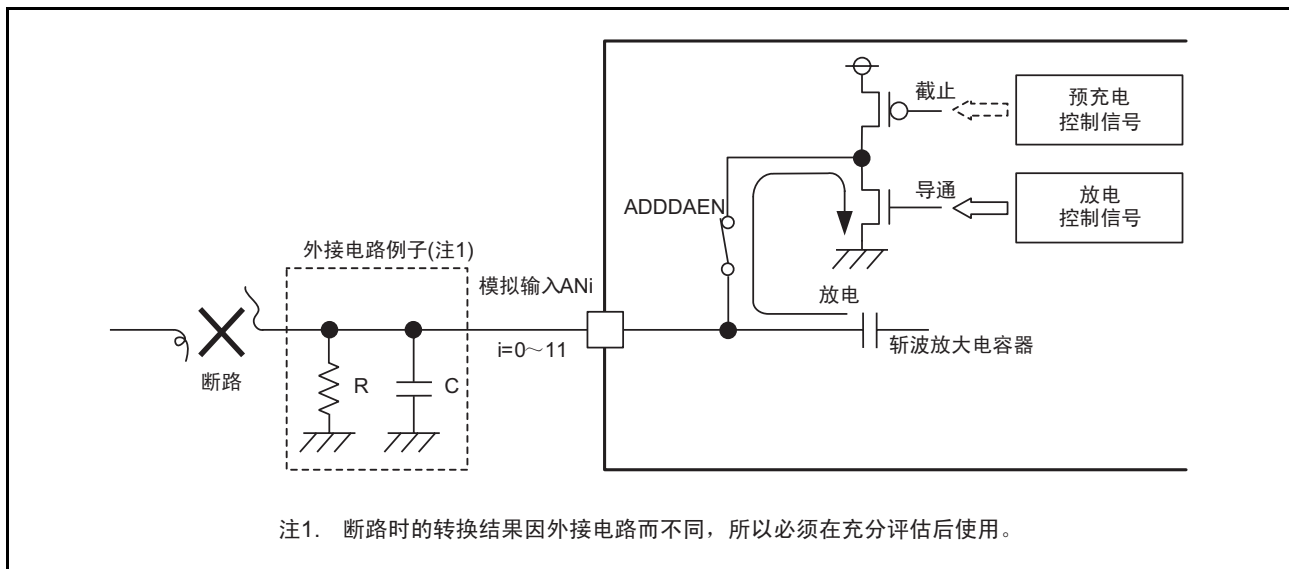 截止
预充电
控制信号
导通
放电
控制信号
ADDDAEN
外接电路例子(注1)
模拟输入ANi
放电
i=0～11
斩波放大电容器
断路
R
C
注1. 断路时的转换结果因外接电路而不同，所以必须在充分评估后使用。